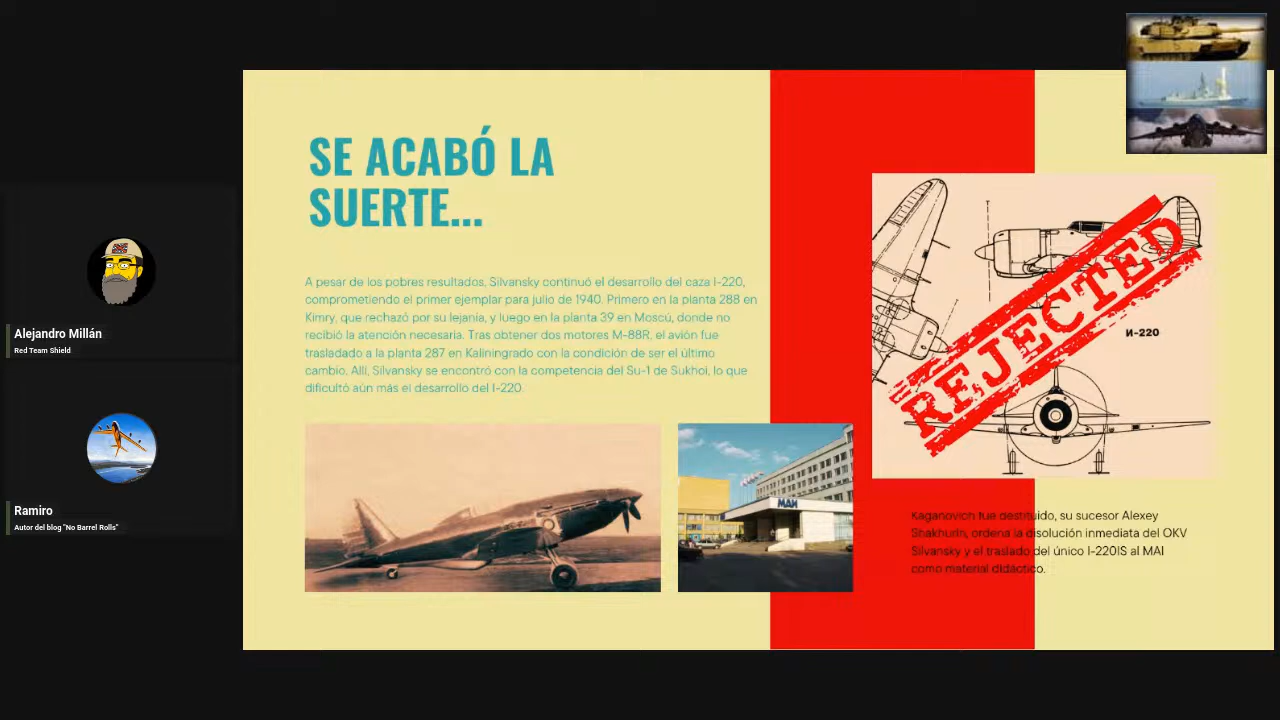 SE ACABÓ LA
SUERTE...
A pesar de los pobres resultados, Silvansky continuó el desarrollo del caza I-220,
comprometiendo el primer ejemplar para julio de 1940. Primero en la planta 288 en
Kimry, que rechazó por su lejanía, y luego en la planta 39 en Moscú, donde no
recibió la atención necesaria. Tras obtener dos motores M-88R, el avión fue
trasladado a la planta 287 en Kaliningrado con la condición de ser el último
cambio. Allí, Silvansky se encontró con la competencia del Su-1 de Sukhoi, lo que
dificultó aún más el desarrollo del I-220.
МАИ
И-220
REJECTED
Kaganovich fue destituido, su sucesor Alexey
Shakhurin, ordena la disolución inmediata del OKV
Silvansky y el traslado del único I-220IS al MAI
como material didáctico.
Alejandro Millán
Red Team Shield
Ramiro
Autor del blog "No Barrel Rolls"